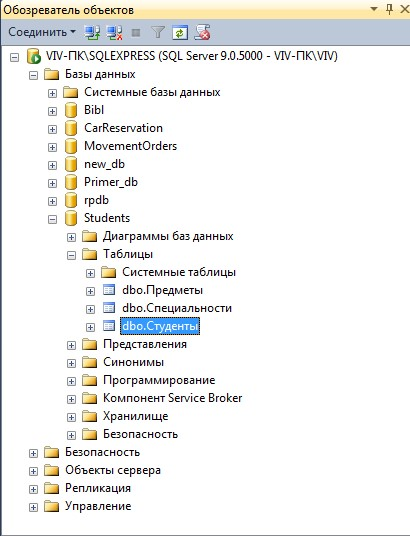 Обозреватель объектов
Соединить
VIV-ПК\SQLEXPRESS (SQL Server 9.0.5000 - VIV-ПК\VIV)
Базы данных
Системные базы данных
Bibl
CarReservation
MovementOrders
new_db
Primer_db
rpdb
Students
Диаграммы баз данных
Таблицы
Системные таблицы
dbo.Предметы
dbo.Специальности
dbo.Студенты
Представления
Синонимы
Программирование
Компонент Service Broker
Хранилище
Безопасность
Безопасность
Объекты сервера
Репликация
Управление